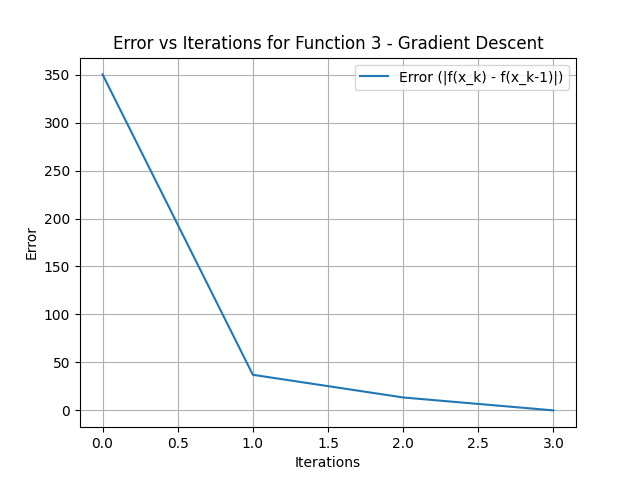 Error vs Iterations for Function 3 - Gradient Descent
Error (|f(x_k) - f(x_k-1)|)
350
300
250
200
150
100
50
0
Error
0.0 0.5 1.0 1.5 2.0 2.5 3.0
Iterations